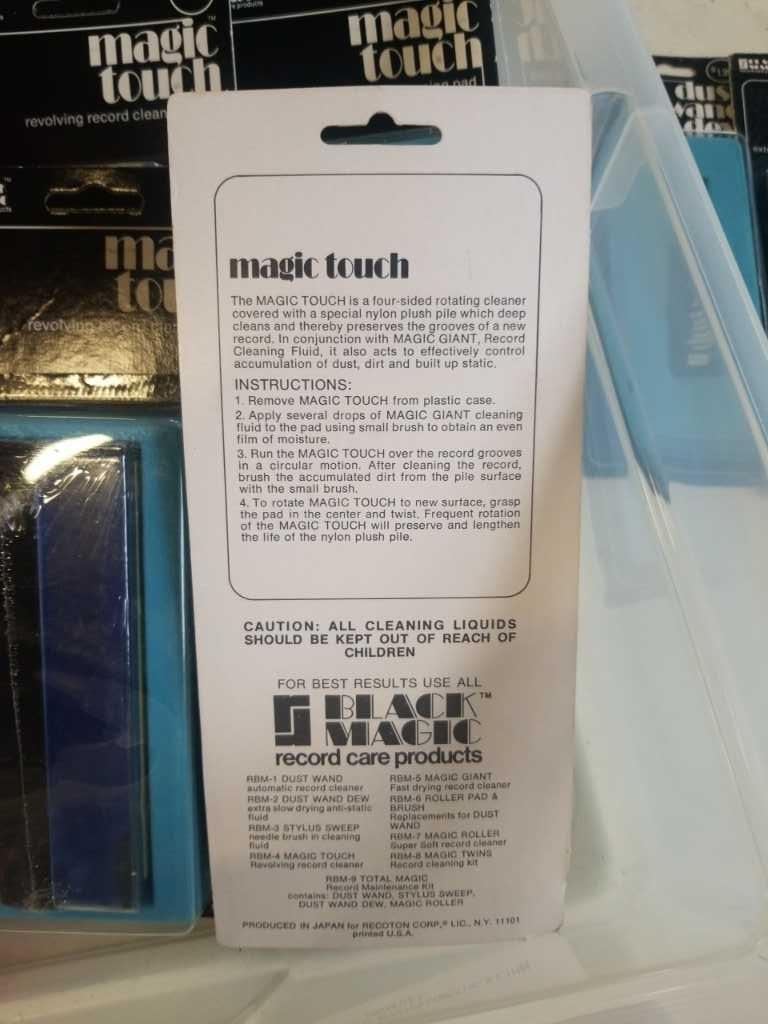 magic
touch
TM
revolving record clean
magic
touch
ma
tou
revolving record
dus
wand
magic touch
The MAGIC TOUCH is a four-sided rotating cleaner
covered with a special nylon plush pile which deep
cleans and thereby preserves the grooves of a new
record. In conjunction with MAGIC GIANT, Record
Cleaning Fluid, it also acts to effectively control
accumulation of dust, dirt and built up static.
INSTRUCTIONS:
1. Remove MAGIC TOUCH from plastic case.
2. Apply several drops of MAGIC GIANT cleaning
fluid to the pad using small brush to obtain an even
film of moisture.
3. Run the MAGIC TOUCH over the record grooves
in a circular motion. After cleaning the record,
brush the accumulated dirt from the pile surface
with the small brush.
4. To rotate MAGIC TOUCH to new surface, grasp
the pad in the center and twist. Frequent rotation
of the MAGIC TOUCH will preserve and lengthen
the life of the nylon plush pile.
CAUTION: ALL CLEANING LIQUIDS
SHOULD BE KEPT OUT OF REACH OF
CHILDREN
FOR BEST RESULTS USE ALL
BLACK TM
MAGIC
record care products
RBM-1 DUST WAND
automatic record cleaner
RBM-2 DUST WAND DEW
extra slow drying anti-static
fluid
RBM-3 STYLUS SWEEP
needle brush in cleaning
fluid
RBM-4 MAGIC TOUCH
Revolving record cleaner
RBM-5 MAGIC GIANT
Fast drying record cleaner
RBM-6 ROLLER PAD &
BRUSH
Replacements for DUST
WAND
RBM-7 MAGIC ROLLER
Super Soft record cleaner
RBM-8 MAGIC TWINS
Record cleaning kit
RBM-9 TOTAL MAGIC
Record Maintenance Kit
contains: DUST WAND, STYLUS SWEEP,
DUST WAND DEW, MAGIC ROLLER
PRODUCED IN JAPAN for RECOTON CORP.® LIC., N.Y. 11101
printed U.S.A.